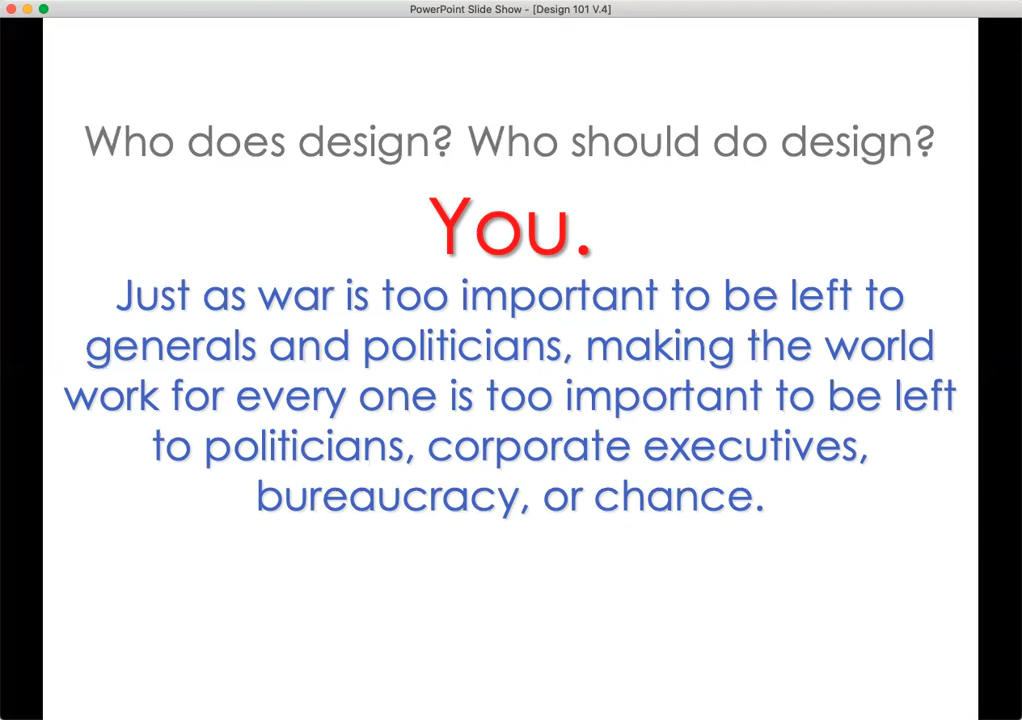 PowerPoint Slide Show - [Design 101 V.4]
Who does design? Who should do design?
You.
Just as war is too important to be left to
generals and politicians, making the world
work for every one is too important to be left
to politicians, corporate executives,
bureaucracy, or chance.